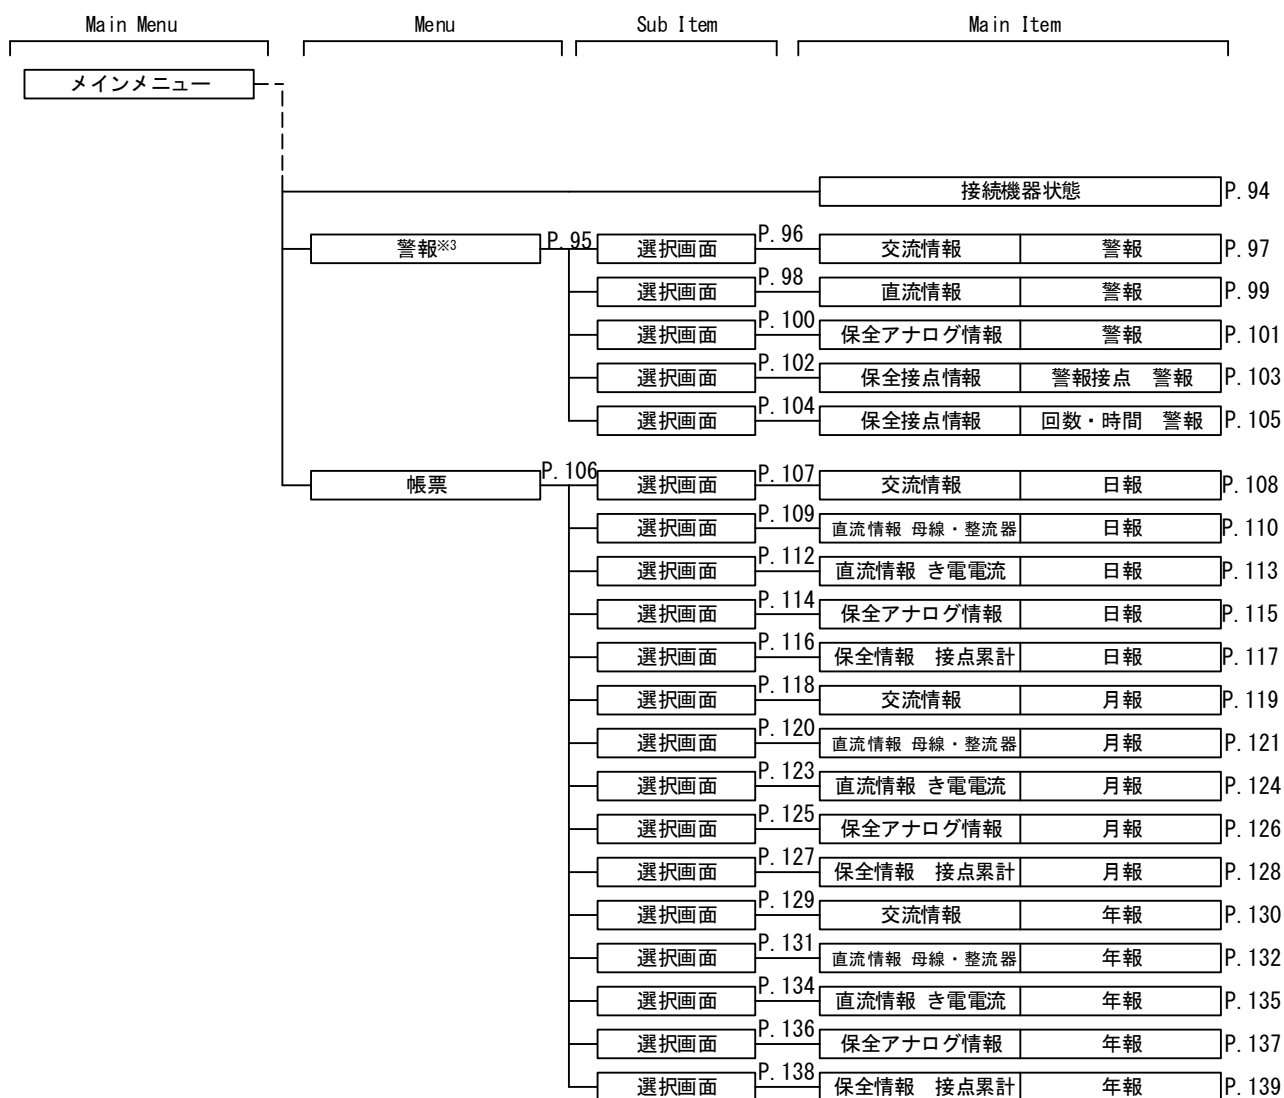 Main Menu Menu Sub Item Main Item
メインメニュー
接続機器状態 P.94
警報※3 P.95 選択画面 P.96 交流情報 警報 P.97
選択画面 P.98 直流情報 警報 P.99
選択画面 P.100 保全アナログ情報 警報 P.101
選択画面 P.102 保全接点情報 警報接点　警報 P.103
選択画面 P.104 保全接点情報 回数・時間　警報 P.105
帳票 P.106 選択画面 P.107 交流情報 日報 P.108
選択画面 P.109 直流情報 母線・整流器 日報 P.110
選択画面 P.112 直流情報 き電電流 日報 P.113
選択画面 P.114 保全アナログ情報 日報 P.115
選択画面 P.116 保全情報　接点累計 日報 P.117
選択画面 P.118 交流情報 月報 P.119
選択画面 P.120 直流情報 母線・整流器 月報 P.121
選択画面 P.123 直流情報 き電電流 月報 P.124
選択画面 P.125 保全アナログ情報 月報 P.126
選択画面 P.127 保全情報　接点累計 月報 P.128
選択画面 P.129 交流情報 年報 P.130
選択画面 P.131 直流情報 母線・整流器 年報 P.132
選択画面 P.134 直流情報 き電電流 年報 P.135
選択画面 P.136 保全アナログ情報 年報 P.137
選択画面 P.138 保全情報　接点累計 年報 P.139